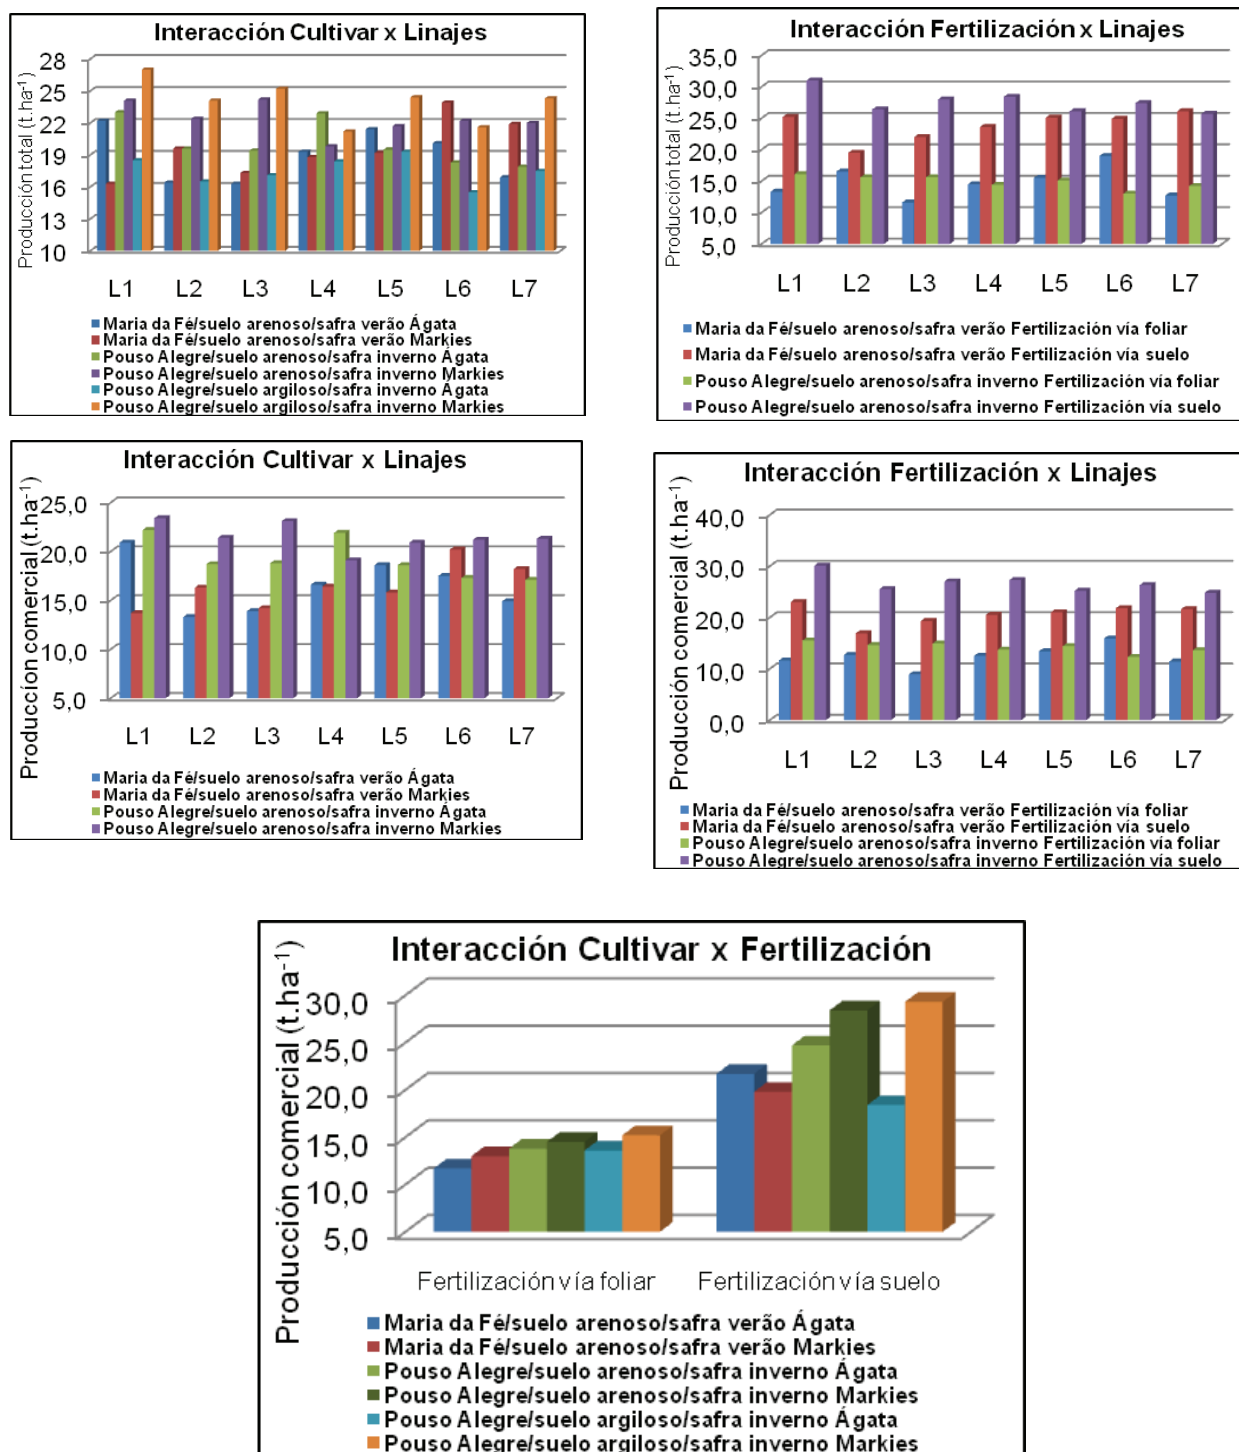 Interacción Cultivar x Linajes
Producción total (t.ha-1)
28
25
22
19
16
13
10
L1 L2 L3 L4 L5 L6 L7
Maria da Fé/suelo arenoso/safra verão Ágata
Maria da Fé/suelo arenoso/safra verão Markies
Pouso Alegre/suelo arenoso/safra inverno Ágata
Pouso Alegre/suelo arenoso/safra inverno Markies
Pouso Alegre/suelo argiloso/safra inverno Ágata
Pouso Alegre/suelo argiloso/safra inverno Markies
Interacción Fertilización x Linajes
Producción total (t.ha-1)
35,0
30,0
25,0
20,0
15,0
10,0
5,0
L1 L2 L3 L4 L5 L6 L7
Maria da Fé/suelo arenoso/safra verão Fertilización vía foliar
Maria da Fé/suelo arenoso/safra verão Fertilización vía suelo
Pouso Alegre/suelo arenoso/safra inverno Fertilización vía foliar
Pouso Alegre/suelo arenoso/safra inverno Fertilización vía suelo
Interacción Cultivar x Linajes
Produccion comercial (t.ha-1)
25,0
20,0
15,0
10,0
5,0
L1 L2 L3 L4 L5 L6 L7
Maria da Fé/suelo arenoso/safra verão Ágata
Maria da Fé/suelo arenoso/safra verão Markies
Pouso Alegre/suelo arenoso/safra inverno Ágata
Pouso Alegre/suelo arenoso/safra inverno Markies
Interacción Fertilización x Linajes
Producción comercial (t.ha-1)
40,0
30,0
20,0
10,0
0,0
L1 L2 L3 L4 L5 L6 L7
Maria da Fé/suelo arenoso/safra verão Fertilización vía foliar
Maria da Fé/suelo arenoso/safra verão Fertilización vía suelo
Pouso Alegre/suelo arenoso/safra inverno Fertilización vía foliar
Pouso Alegre/suelo arenoso/safra inverno Fertilización vía suelo
Interacción Cultivar x Fertilización
Producción comercial (t.ha-1)
30,0
25,0
20,0
15,0
10,0
5,0
Fertilización vía foliar Fertilización vía suelo
Maria da Fé/suelo arenoso/safra verão Ágata
Maria da Fé/suelo arenoso/safra verão Markies
Pouso Alegre/suelo arenoso/safra inverno Ágata
Pouso Alegre/suelo arenoso/safra inverno Markies
Pouso Alegre/suelo argiloso/safra inverno Ágata
Pouso Alegre/suelo argiloso/safra inverno Markies